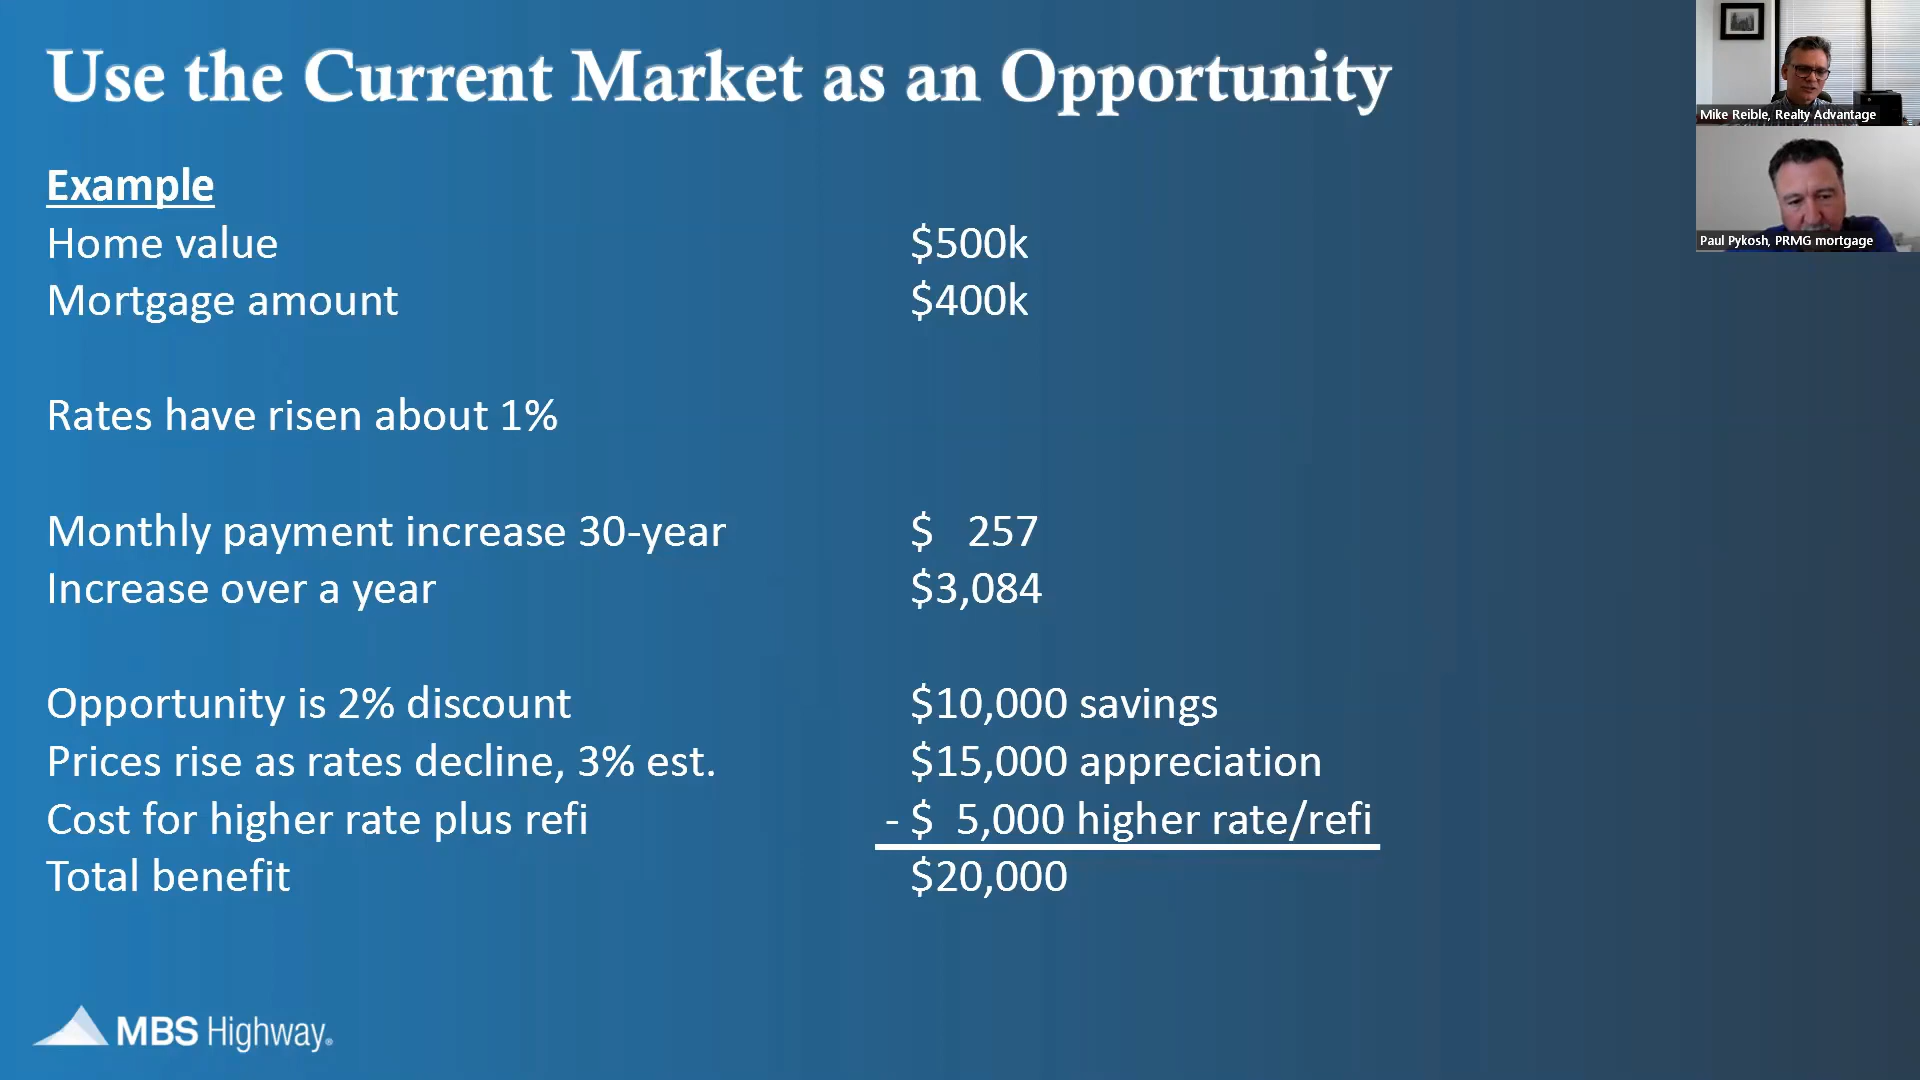 Use the Current Market as an Opportunity
Mike Reible, Realty Advantage
Paul Pykosh, PRMG mortgage
Example
Home value $500k
Mortgage amount $400k
Rates have risen about 1%
Monthly payment increase 30-year $ 257
Increase over a year $3,084
Opportunity is 2% discount $10,000 savings
Prices rise as rates decline, 3% est. $15,000 appreciation
Cost for higher rate plus refi - $ 5,000 higher rate/refi
Total benefit $20,000
MBS Highway®